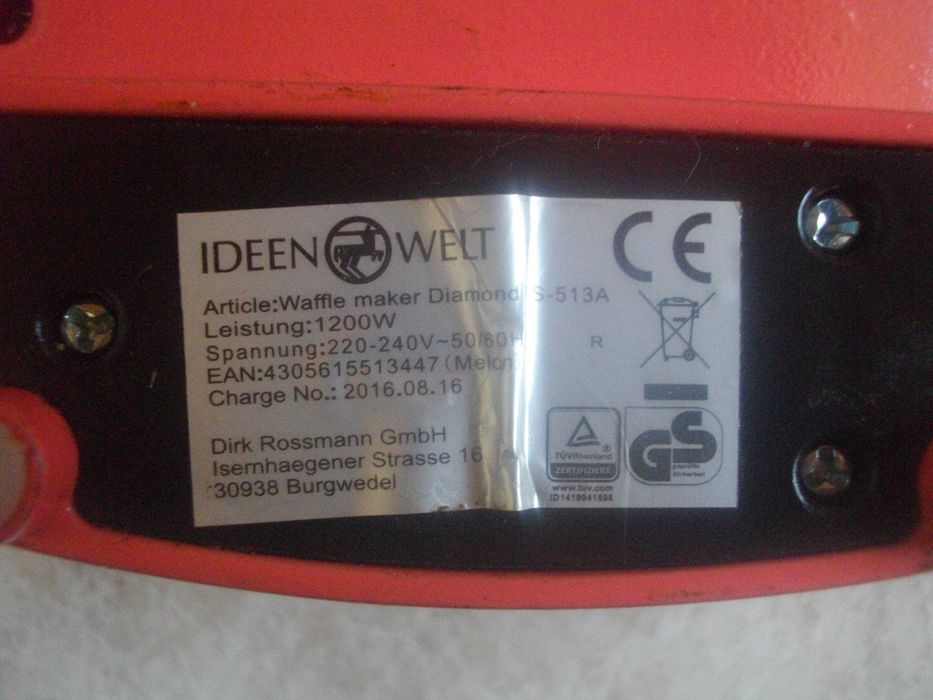 IDEEN WELT
CE
Article:Waffle maker Diamond/S-513A
Leistung:1200W
Spannung:220-240V~50/60H
R
EAN:4305615513447 (Melon)
Charge No.: 2016.08.16
Dirk Rossmann GmbH
Isernhaegener Strasse 16
30938 Burgwedel
TÜVRheinland
ZERTIFIZIERT
www.tuv.com
ID1419041598
GS
geprüfte
Sicherheit